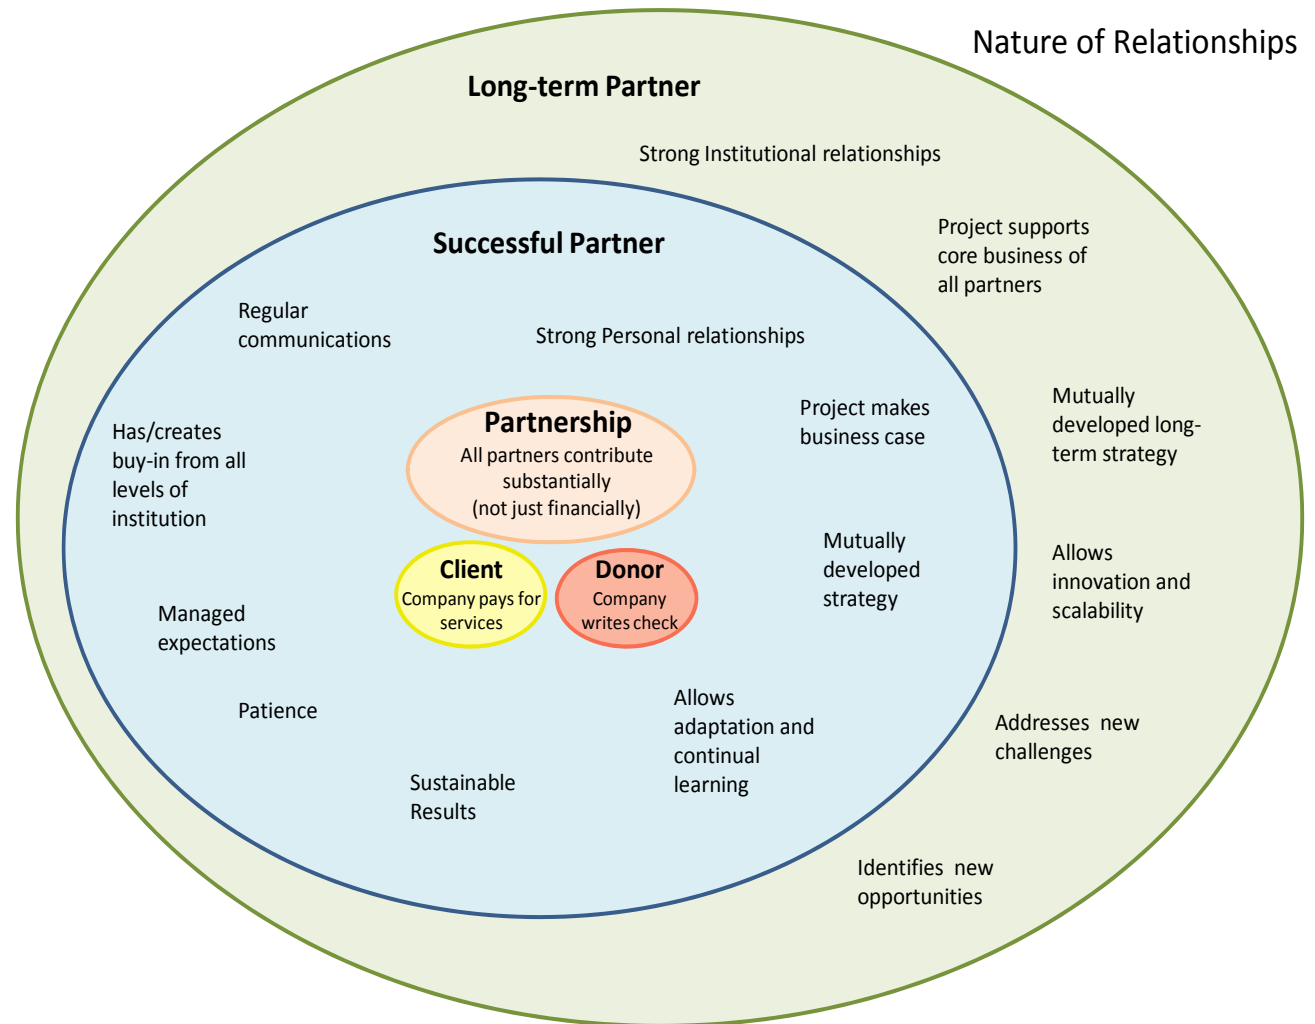 Nature of Relationships
Long-term Partner
Strong Institutional relationships
Project supports
core business of
all partners
Mutually
developed long-
term strategy
Allows
innovation and
scalability
Addresses  new
challenges
Identifies  new
opportunities
Successful Partner
Regular
communications
Strong Personal relationships
Has/creates
buy-in from all
levels of
institution
Project makes
business case
Mutually
developed
strategy
Managed
expectations
Patience
Sustainable
Results
Allows
adaptation and
continual
learning
Partnership
All partners contribute
substantially
(not just financially)
Client
Company pays for
services
Donor
Company
writes check